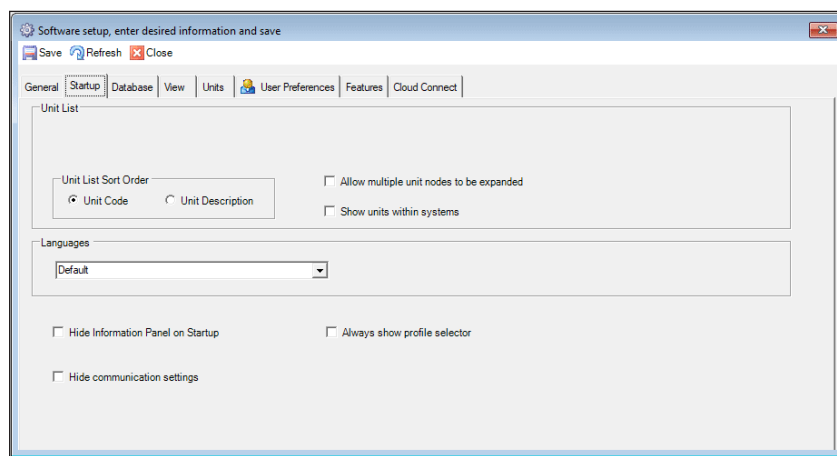 Software setup, enter desired information and save
Save Refresh Close
General Startup Database View Units User Preferences Features Cloud Connect
Unit List
Unit List Sort Order
Allow multiple unit nodes to be expanded
Unit Code Unit Description
Show units within systems
Languages
Default
Hide Information Panel on Startup Always show profile selector
Hide communication settings